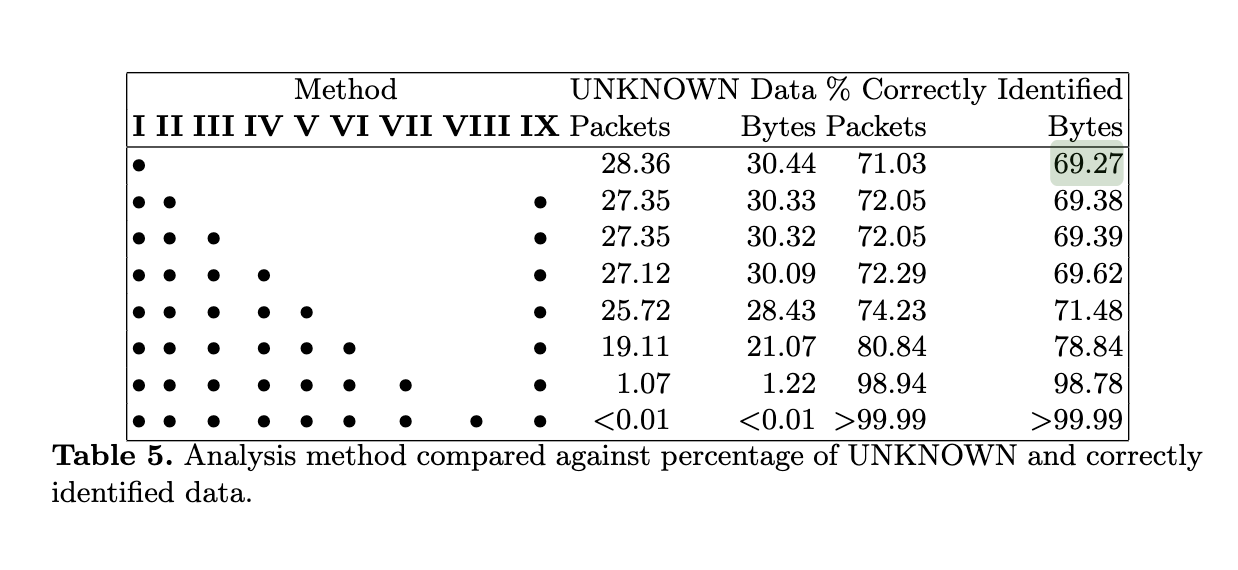 Method UNKNOWN Data % Correctly Identified
I II III IV V VI VII VIII IX Packets Bytes Packets Bytes
• 28.36 30.44 71.03 69.27
• • • 27.35 30.33 72.05 69.38
• • • • 27.35 30.32 72.05 69.39
• • • • • 27.12 30.09 72.29 69.62
• • • • • • 25.72 28.43 74.23 71.48
• • • • • • • 19.11 21.07 80.84 78.84
• • • • • • • • 1.07 1.22 98.94 98.78
• • • • • • • • • <0.01 <0.01 >99.99 >99.99
Table 5. Analysis method compared against percentage of UNKNOWN and correctly
identified data.